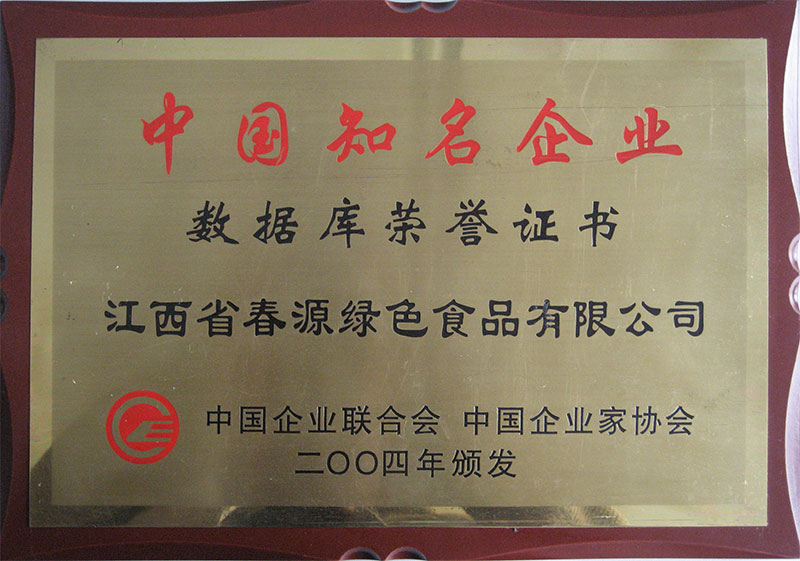 中国知名企业
数据库荣誉证书
江西省春源绿色食品有限公司
中国企业联合会 中国企业家协会
二〇〇四年颁发